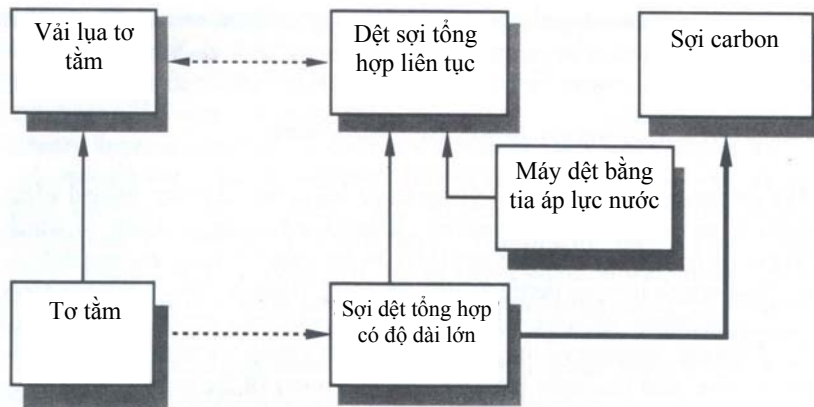 Vải lụa tơ
tằm
Dệt sợi tổng
hợp liên tục
Sợi carbon
Máy dệt bằng
tia áp lực nước
Tơ tằm
Sợi dệt tổng hợp
có độ dài lớn